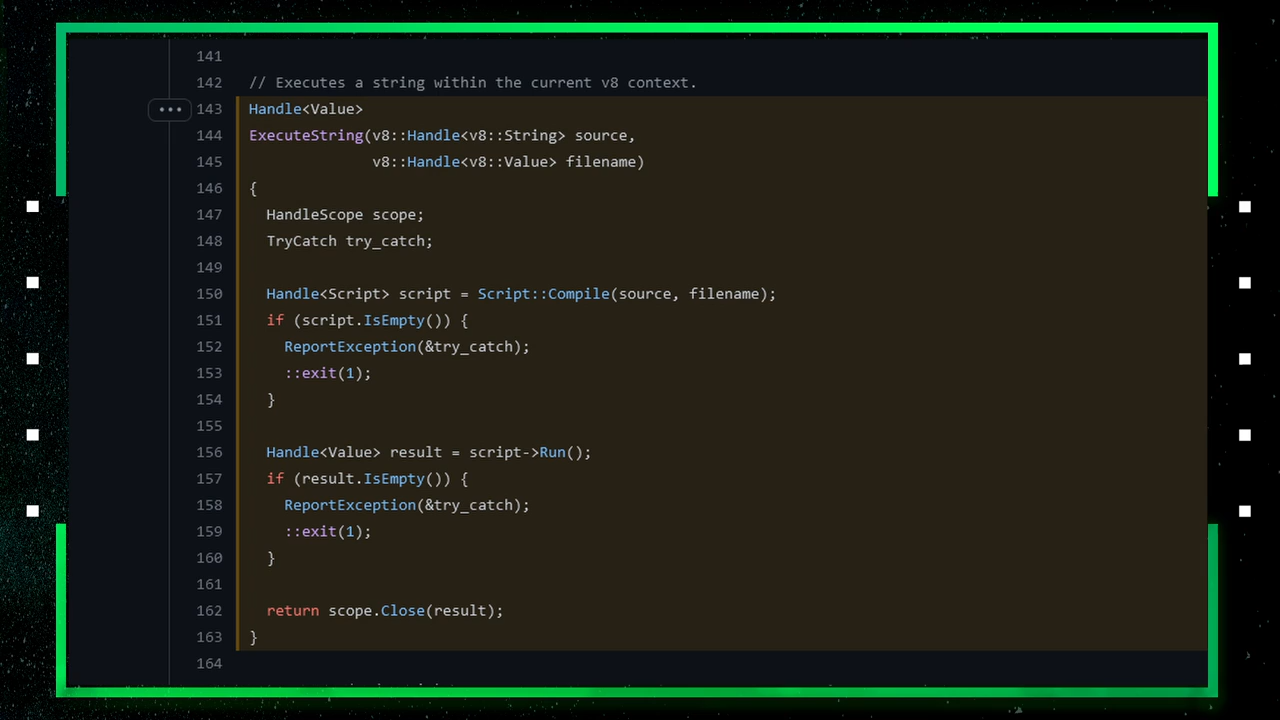 141
142 // Executes a string within the current v8 context.
143 Handle<Value>
144 ExecuteString(v8::Handle<v8::String> source,
145 v8::Handle<v8::Value> filename)
146 {
147 HandleScope scope;
148 TryCatch try_catch;
149
150 Handle<Script> script = Script::Compile(source, filename);
151 if (script.IsEmpty()) {
152 ReportException(&try_catch);
153 ::exit(1);
154 }
155
156 Handle<Value> result = script->Run();
157 if (result.IsEmpty()) {
158 ReportException(&try_catch);
159 ::exit(1);
160 }
161
162 return scope.Close(result);
163 }
164